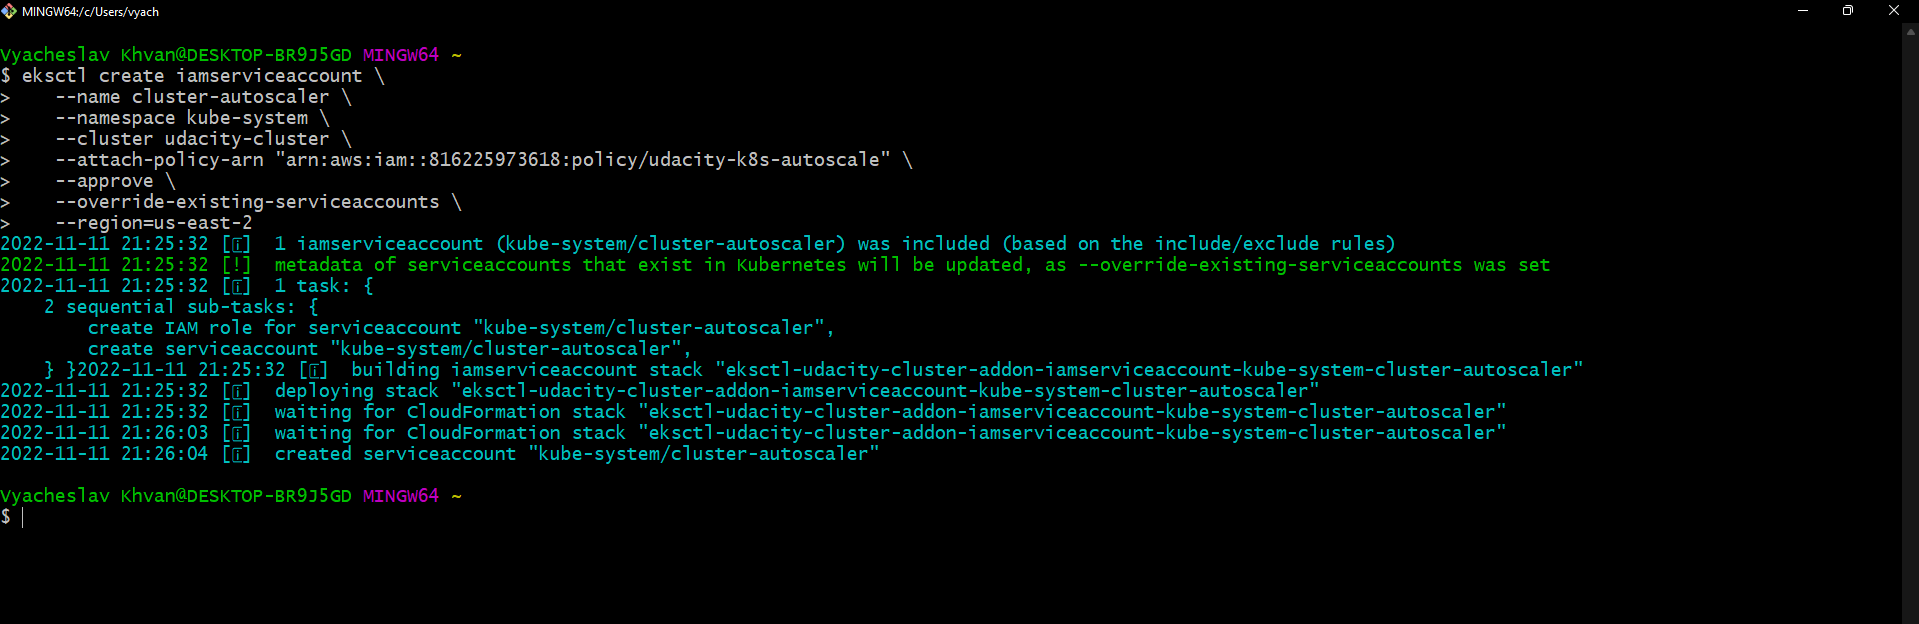 MINGW64:/c/Users/vyach
Vyacheslav Khvan@DESKTOP-BR9J5GD MINGW64 ~
$ eksctl create iamserviceaccount \
>    --name cluster-autoscaler \
>    --namespace kube-system \
>    --cluster udacity-cluster \
>    --attach-policy-arn "arn:aws:iam::816225973618:policy/udacity-k8s-autoscale" \
>    --approve \
>    --override-existing-serviceaccounts \
>    --region=us-east-2
2022-11-11 21:25:32 [ℹ]  1 iamserviceaccount (kube-system/cluster-autoscaler) was included (based on the include/exclude rules)
2022-11-11 21:25:32 [!]  metadata of serviceaccounts that exist in Kubernetes will be updated, as --override-existing-serviceaccounts was set
2022-11-11 21:25:32 [ℹ]  1 task: {
    2 sequential sub-tasks: {
        create IAM role for serviceaccount "kube-system/cluster-autoscaler",
        create serviceaccount "kube-system/cluster-autoscaler",
    } }2022-11-11 21:25:32 [ℹ]  building iamserviceaccount stack "eksctl-udacity-cluster-addon-iamserviceaccount-kube-system-cluster-autoscaler"
2022-11-11 21:25:32 [ℹ]  deploying stack "eksctl-udacity-cluster-addon-iamserviceaccount-kube-system-cluster-autoscaler"
2022-11-11 21:25:32 [ℹ]  waiting for CloudFormation stack "eksctl-udacity-cluster-addon-iamserviceaccount-kube-system-cluster-autoscaler"
2022-11-11 21:26:03 [ℹ]  waiting for CloudFormation stack "eksctl-udacity-cluster-addon-iamserviceaccount-kube-system-cluster-autoscaler"
2022-11-11 21:26:04 [ℹ]  created serviceaccount "kube-system/cluster-autoscaler"
Vyacheslav Khvan@DESKTOP-BR9J5GD MINGW64 ~
$